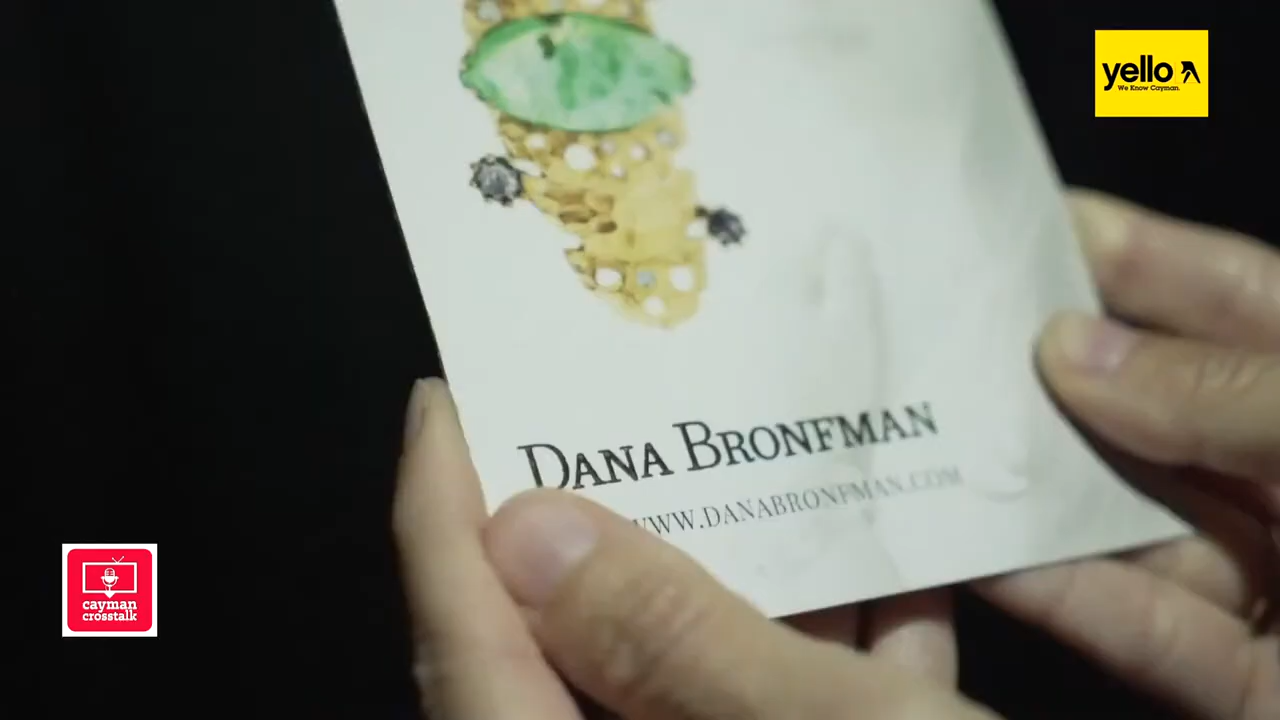 yello
We Know Cayman.
DANA BRONFMAN
WWW.DANABRONFMAN.COM
cayman
crosstalk